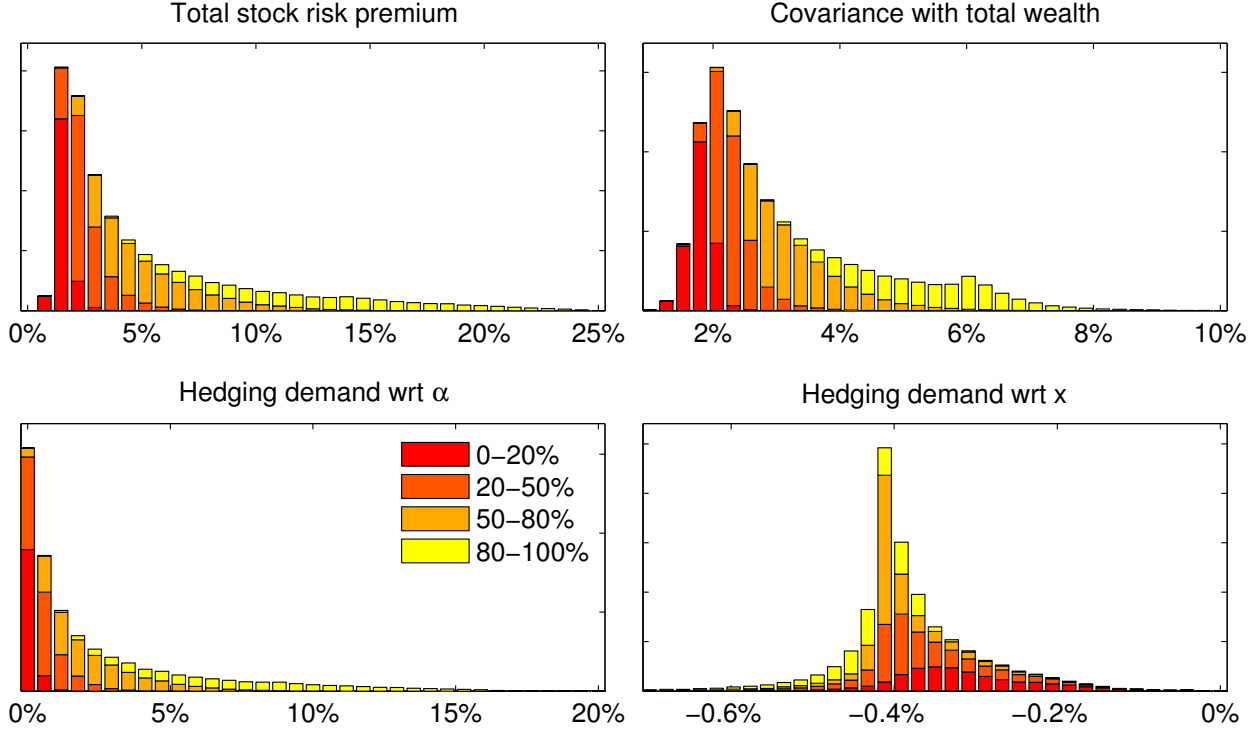 Total stock risk premium
Covariance with total wealth
0% 5% 10% 15% 20% 25%
2% 4% 6% 8% 10%
Hedging demand wrt α
Hedging demand wrt x
0−20%
20−50%
50−80%
80−100%
0% 5% 10% 15% 20%
−0.6% −0.4% −0.2% 0%